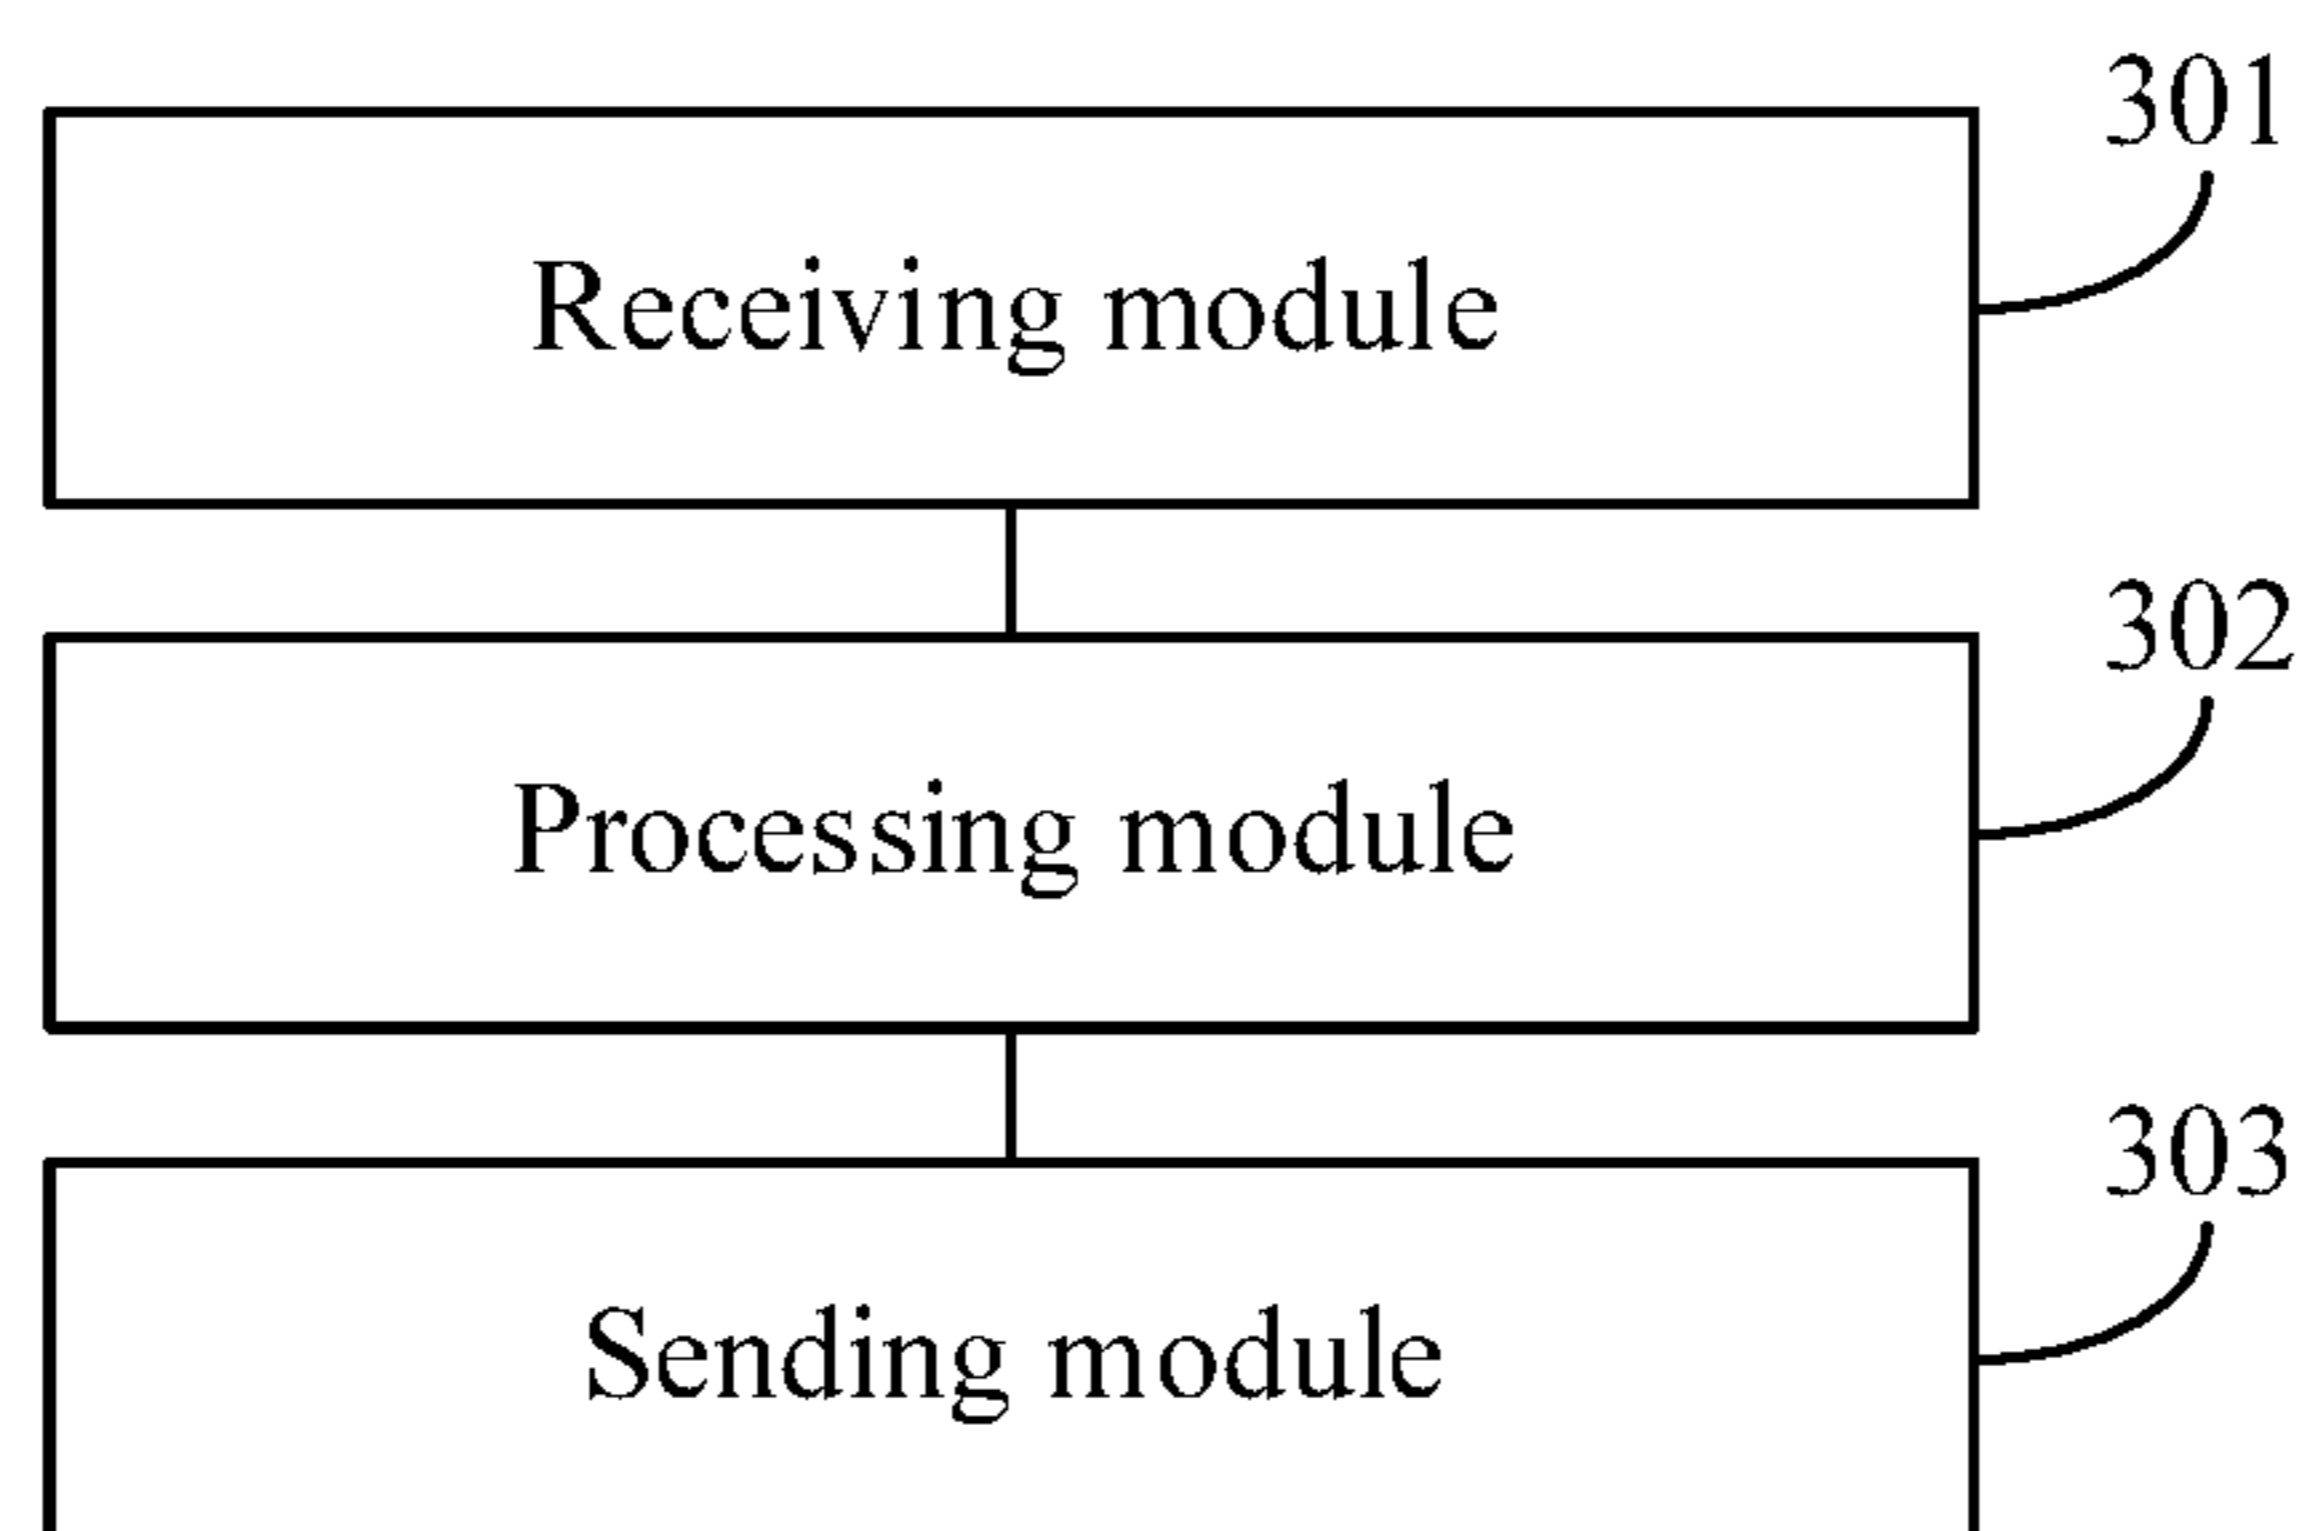 301
Receiving module
302
Processing module
303
Sending module